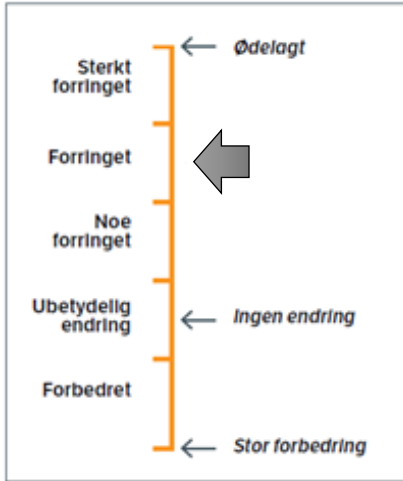 Ødelagt
Sterkt
forringet
Forringet
Noe
forringet
Ubetydelig
endring
Ingen endring
Forbedret
Stor forbedring